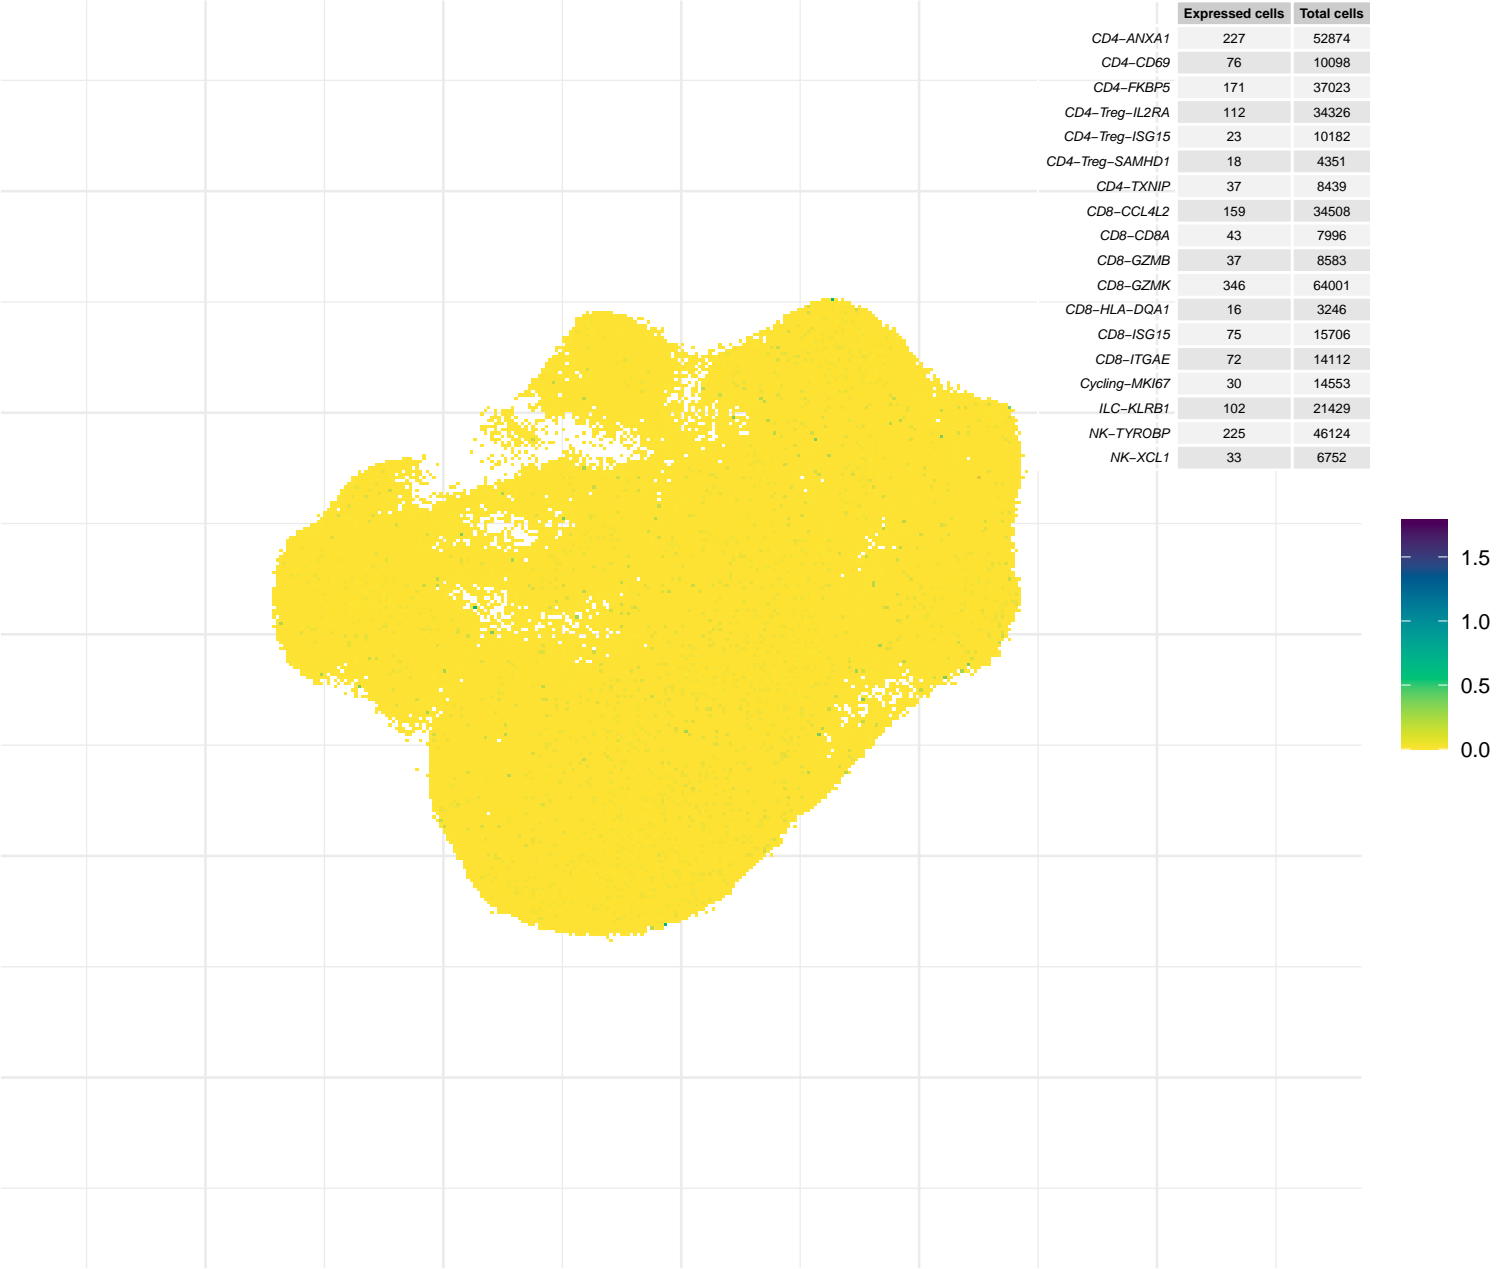 Expressed cells Total cells
CD4−ANXA1 227 52874
CD4−CD69 76 10098
CD4−FKBP5 171 37023
CD4−Treg−IL2RA 112 34326
CD4−Treg−ISG15 23 10182
CD4−Treg−SAMHD1 18 4351
CD4−TXNIP 37 8439
CD8−CCL4L2 159 34508
CD8−CD8A 43 7996
CD8−GZMB 37 8583
CD8−GZMK 346 64001
CD8−HLA−DQA1 16 3246
CD8−ISG15 75 15706
CD8−ITGAE 72 14112
Cycling−MKI67 30 14553
ILC−KLRB1 102 21429
NK−TYROBP 225 46124
NK−XCL1 33 6752
1.5
1.0
0.5
0.0